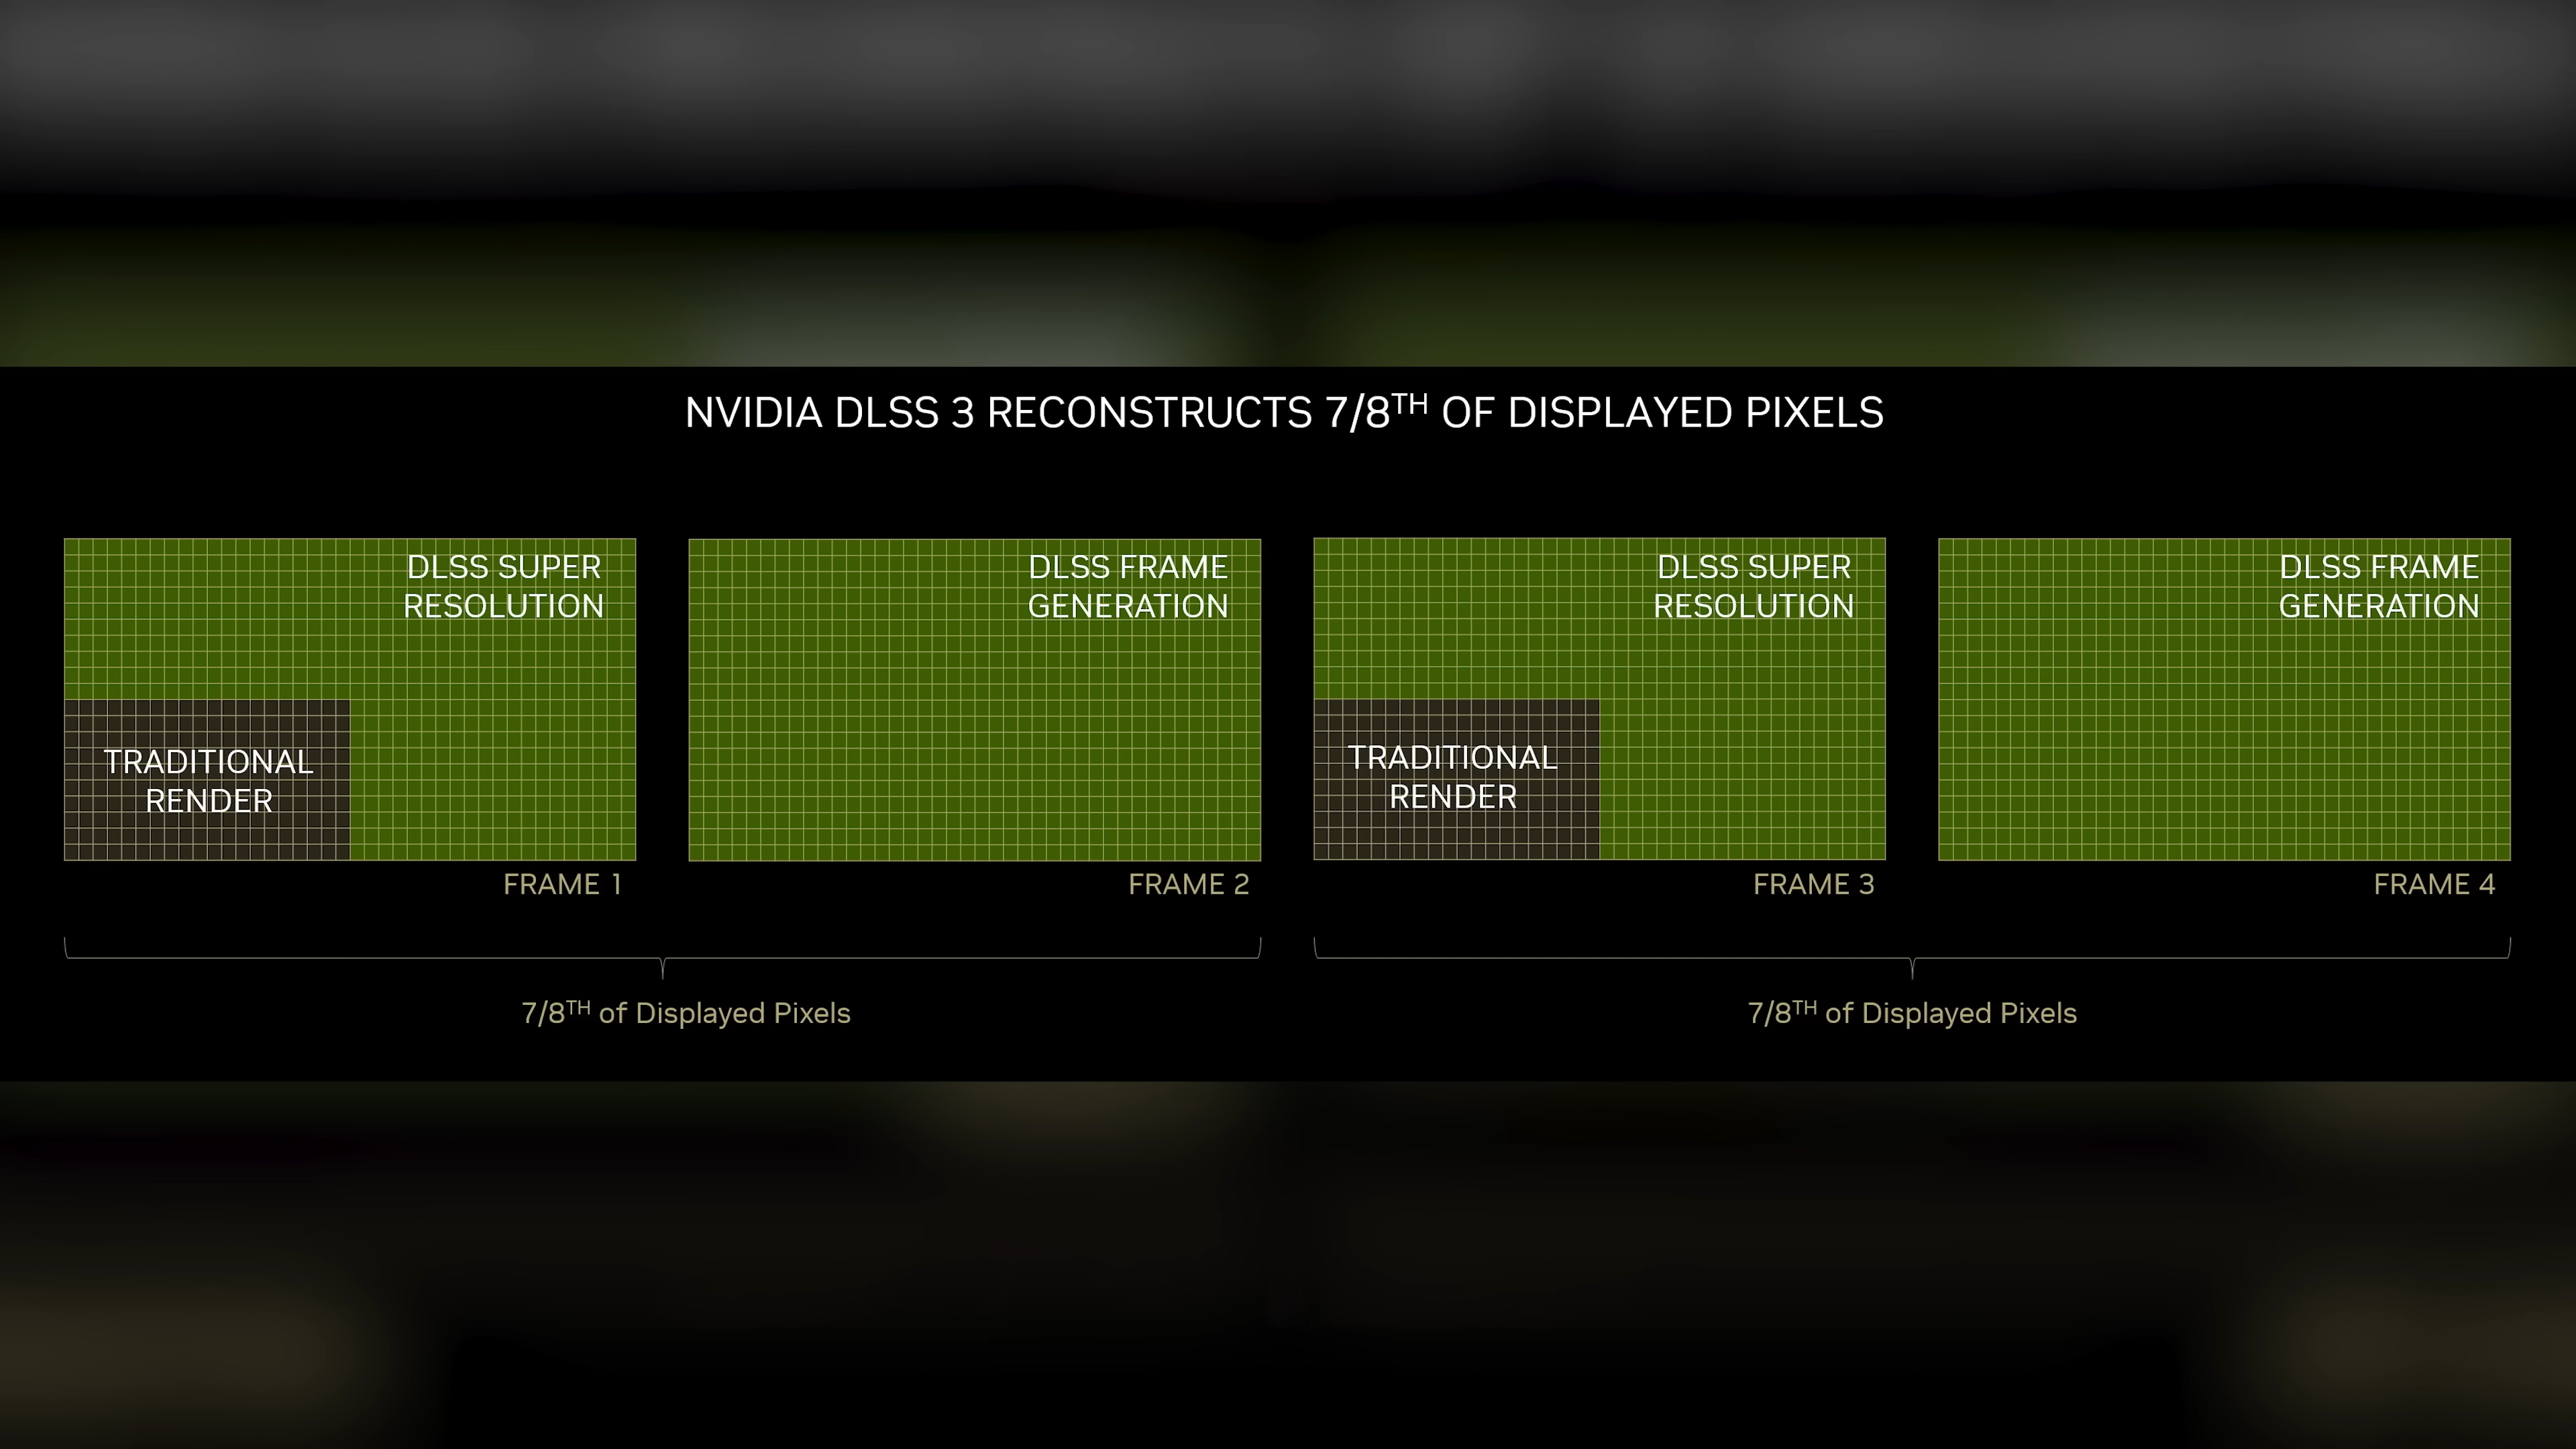 NVIDIA DLSS 3 RECONSTRUCTS 7/8TH OF DISPLAYED PIXELS
DLSS SUPER
RESOLUTION
TRADITIONAL
RENDER
FRAME 1
DLSS FRAME
GENERATION
FRAME 2
DLSS SUPER
RESOLUTION
TRADITIONAL
RENDER
FRAME 3
DLSS FRAME
GENERATION
FRAME 4
7/8TH of Displayed Pixels
7/8TH of Displayed Pixels